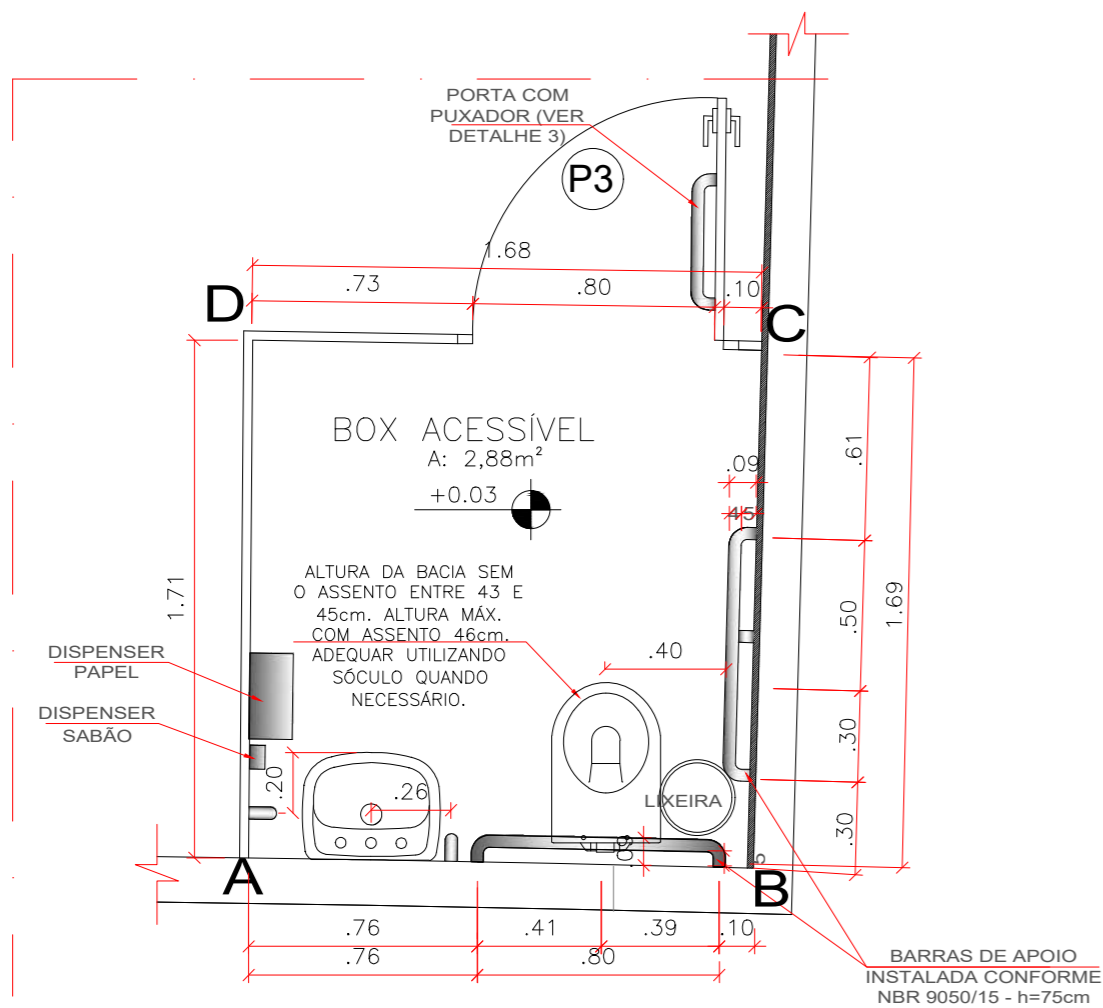 PORTA COM
PUXADOR (VER
DETALHE 3)
P3
1.68
.73
.80
.10
D
C
BOX ACESSÍVEL
A: 2,88m²
+0.03
.09
45
.61
1.71
1.69
.50
ALTURA DA BACIA SEM
O ASSENTO ENTRE 43 E
45cm. ALTURA MÁX.
COM ASSENTO 46cm.
ADEQUAR UTILIZANDO
SÓCULO QUANDO
NECESSÁRIO.
.40
DISPENSER
PAPEL
DISPENSER
SABÃO
.20
.26
LIXEIRA
.30
.30
A
B
.76
.41
.39
.10
.76
.80
BARRAS DE APOIO
INSTALADA CONFORME
NBR 9050/15 - h=75cm